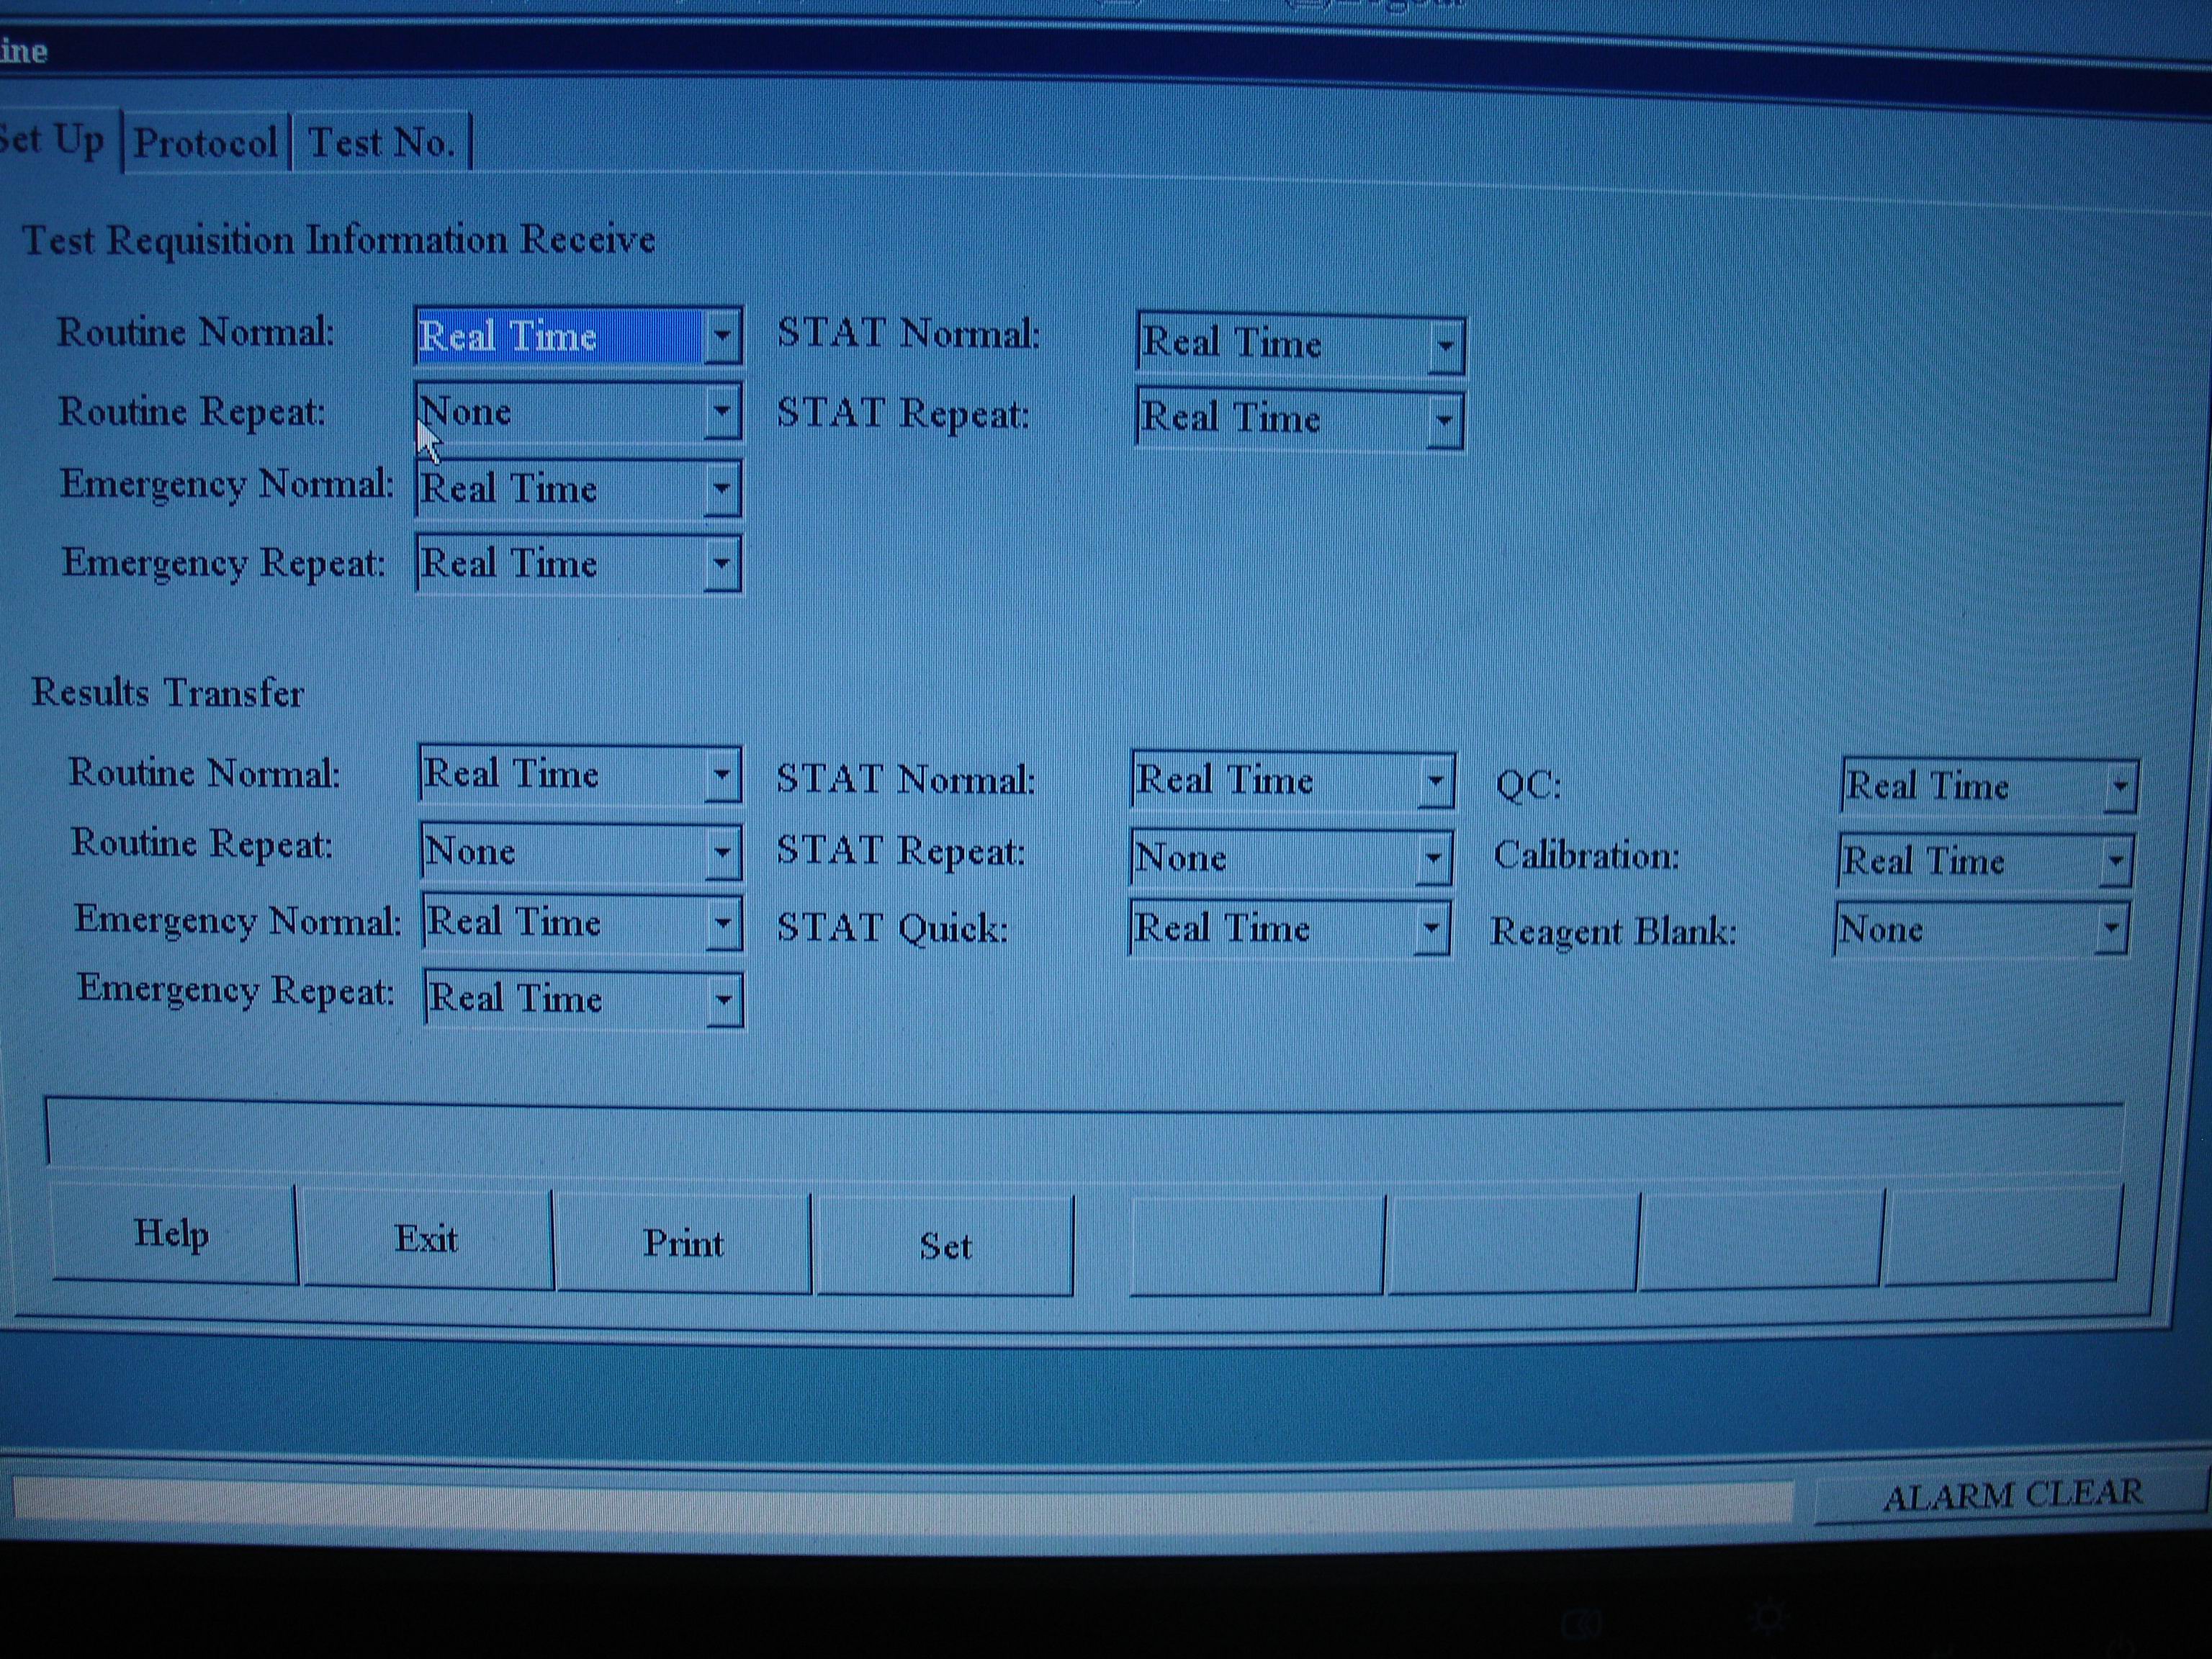 ine
Set Up Protocol Test No.
Test Requisition Information Receive
Routine Normal: Real Time STAT Normal: Real Time
Routine Repeat: None STAT Repeat: Real Time
Emergency Normal: Real Time
Emergency Repeat: Real Time
Results Transfer
Routine Normal: Real Time STAT Normal: Real Time QC: Real Time
Routine Repeat: None STAT Repeat: None Calibration: Real Time
Emergency Normal: Real Time STAT Quick: Real Time Reagent Blank: None
Emergency Repeat: Real Time
Help Exit Print Set
ALARM CLEAR